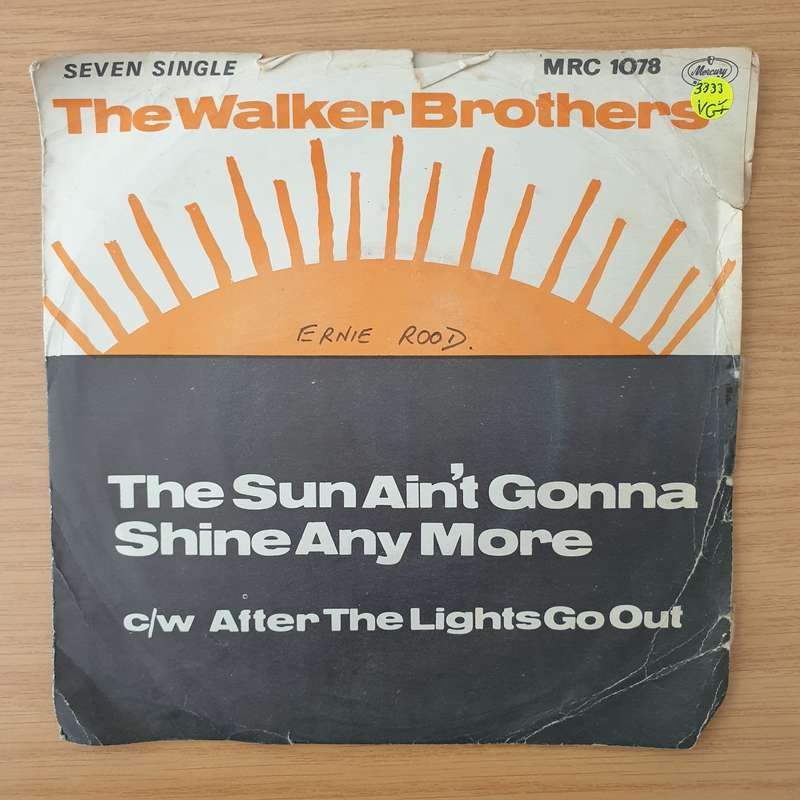 SEVEN SINGLE MRC 1078 Mercury
3833
VG+
The Walker Brothers
ERNIE ROOD.
The Sun Ain't Gonna
Shine Any More
c/w After The Lights Go Out